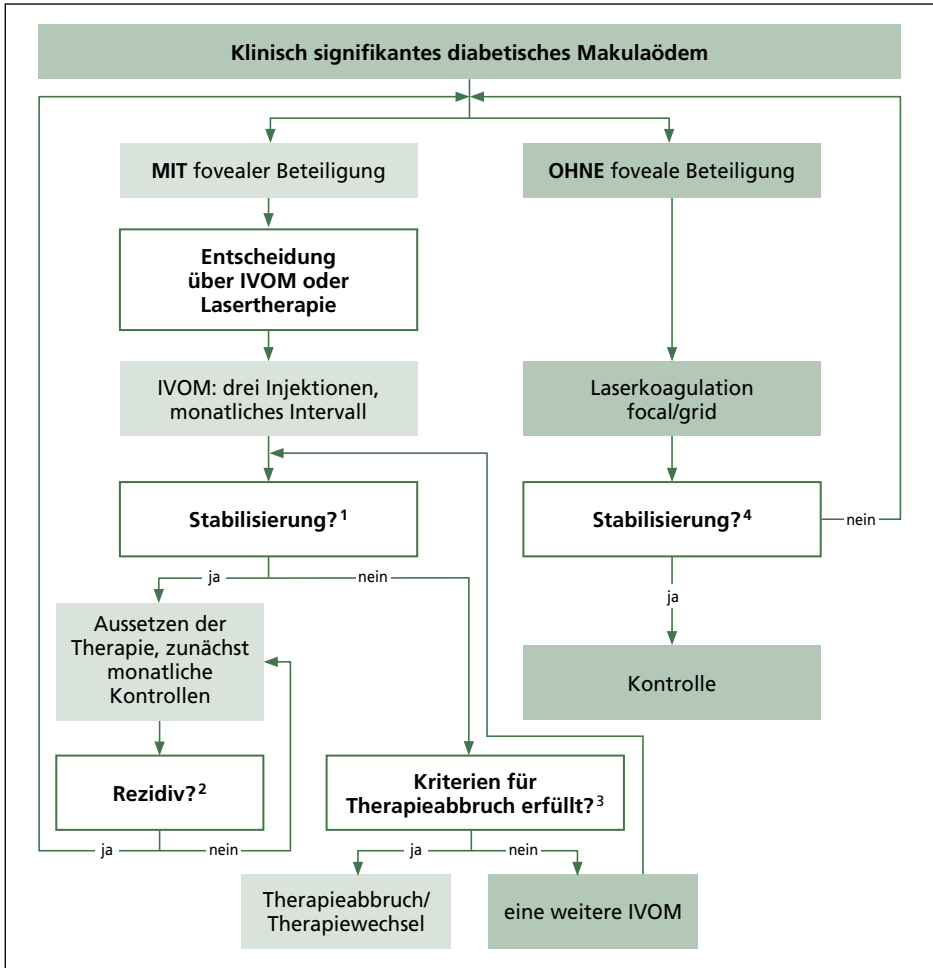 Klinisch signifikantes diabetisches Makulaödem
MIT fovealer Beteiligung
OHNE foveale Beteiligung
Entscheidung
über IVOM oder
Lasertherapie
IVOM: drei Injektionen,
monatliches Intervall
Laserkoagulation
focal/grid
Stabilisierung?¹
Stabilisierung?⁴
nein
ja
nein
ja
Aussetzen der
Therapie, zunächst
monatliche
Kontrollen
Kontrolle
Rezidiv?²
Kriterien für
Therapieabbruch erfüllt?³
ja
nein
ja
nein
Therapieabbruch/
Therapiewechsel
eine weitere IVOM